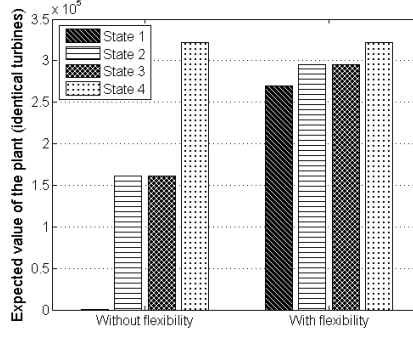 x 10^5
3.5
3
2.5
2
1.5
1
0.5
0
Expected value of the plant (identical turbines)
State 1
State 2
State 3
State 4
Without flexibility
With flexibility